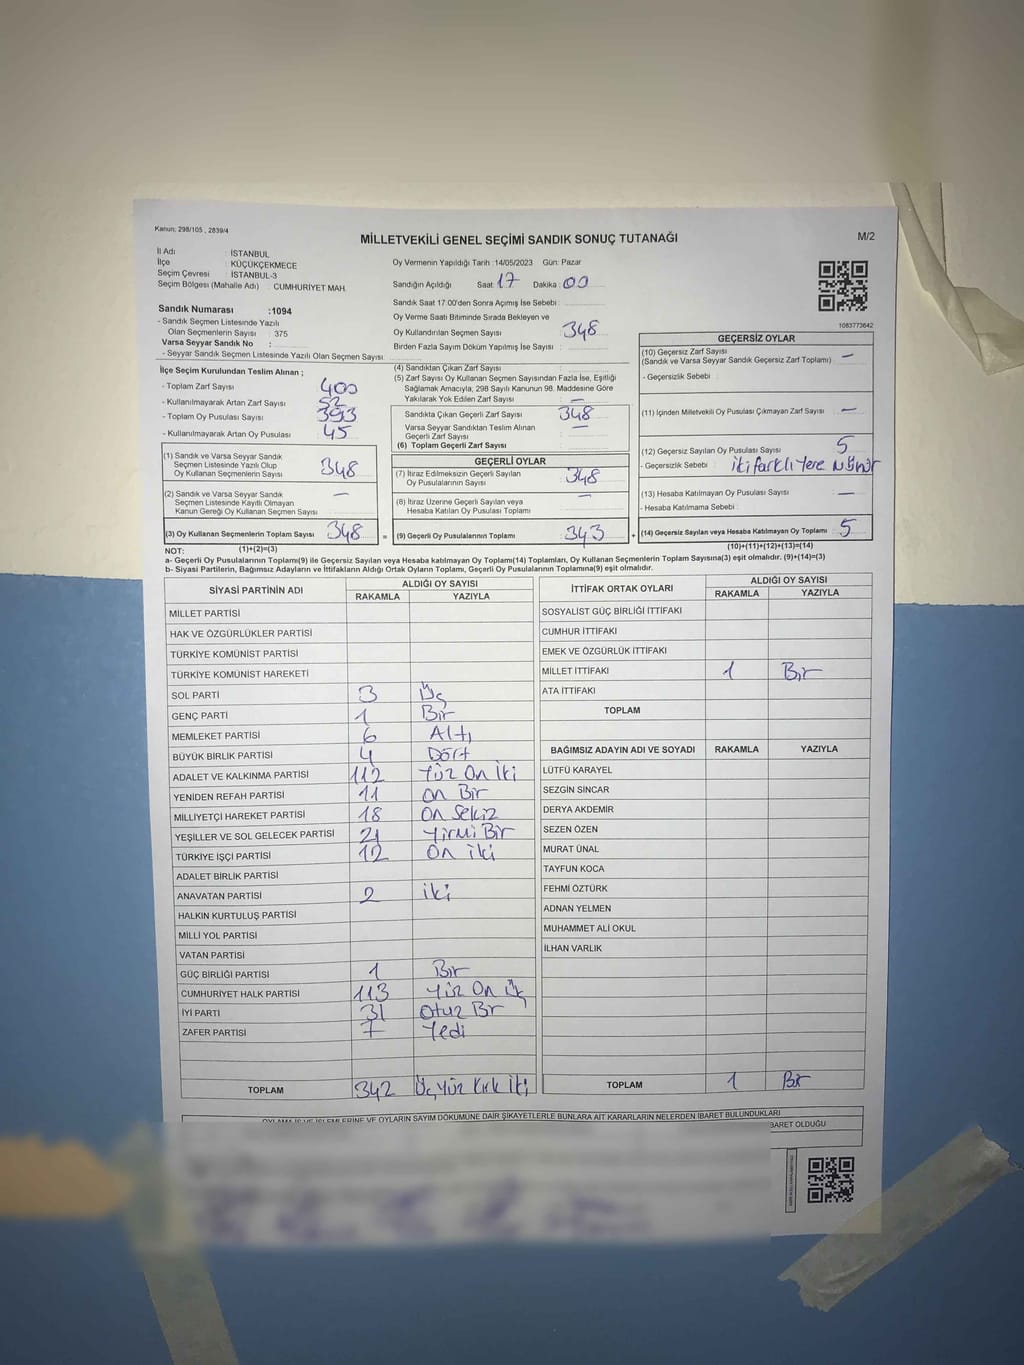 Kanun: 298/105 , 2839/4
MİLLETVEKİLİ GENEL SEÇİMİ SANDIK SONUÇ TUTANAĞI
M/2
İl Adı : İSTANBUL
İlçe : KÜÇÜKÇEKMECE
Seçim Çevresi : İSTANBUL-3
Seçim Bölgesi (Mahalle Adı) : CUMHURİYET MAH.
Sandık Numarası :1094
- Sandık Seçmen Listesinde Yazılı
Olan Seçmenlerin Sayısı : 375
Varsa Seyyar Sandık No :
- Seyyar Sandık Seçmen Listesinde Yazılı Olan Seçmen Sayısı:
Oy Vermenin Yapıldığı Tarih :14/05/2023 Gün: Pazar
Sandığın Açıldığı Saat: 17 Dakika: 00
Sandık Saat 17:00'den Sonra Açımış İse Sebebi :
Oy Verme Saati Bitiminde Sırada Bekleyen ve
Oy Kullandırılan Seçmen Sayısı : 348
Birden Fazla Sayım Döküm Yapılmış İse Sayısı :
1083773642
İlçe Seçim Kurulundan Teslim Alınan ;
- Toplam Zarf Sayısı : 400
- Kullanılmayarak Artan Zarf Sayısı : 52
- Toplam Oy Pusulası Sayısı : 393
- Kullanılmayarak Artan Oy Pusulası : 45
(1) Sandık ve Varsa Seyyar Sandık
Seçmen Listesinde Yazılı Olup
Oy Kullanan Seçmenlerin Sayısı : 348
(2) Sandık ve Varsa Seyyar Sandık
Seçmen Listesinde Kayıtlı Olmayan
Kanun Gereği Oy Kullanan Seçmen Sayısı : —
(3) Oy Kullanan Seçmenlerin Toplam Sayısı : 348
(1)+(2)=(3)
(4) Sandıktan Çıkan Zarf Sayısı :
(5) Zarf Sayısı Oy Kullanan Seçmen Sayısından Fazla İse, Eşitliği
Sağlamak Amacıyla; 298 Sayılı Kanunun 98. Maddesine Göre
Yakılarak Yok Edilen Zarf Sayısı : —
Sandıkta Çıkan Geçerli Zarf Sayısı : 348
Varsa Seyyar Sandıktan Teslim Alınan
Geçerli Zarf Sayısı : —
(6) Toplam Geçerli Zarf Sayısı :
GEÇERLİ OYLAR
(7) İtiraz Edilmeksizin Geçerli Sayılan
Oy Pusulalarının Sayısı : 348
(8) İtiraz Üzerine Geçerli Sayılan veya
Hesaba Katılan Oy Pusulası Toplamı : —
= (9) Geçerli Oy Pusulalarının Toplamı : 343 +
GEÇERSİZ OYLAR
(10) Geçersiz Zarf Sayısı : —
(Sandık ve Varsa Seyyar Sandık Geçersiz Zarf Toplamı)
- Geçersizlik Sebebi :
(11) İçinden Milletvekili Oy Pusulası Çıkmayan Zarf Sayısı : —
(12) Geçersiz Sayılan Oy Pusulası Sayısı : 5
- Geçersizlik Sebebi : iki farklı Yere
(13) Hesaba Katılmayan Oy Pusulası Sayısı : —
- Hesaba Katılmama Sebebi :
(14) Geçersiz Sayılan veya Hesaba Katılmayan Oy Toplamı : 5
(10)+(11)+(12)+(13)=(14)
NOT:
a- Geçerli Oy Pusulalarının Toplamı(9) ile Geçersiz Sayılan veya Hesaba Katılmayan Oy Toplamı(14) Toplamları, Oy Kullanan Seçmenlerin Toplam Sayısına(3) eşit olmalıdır. (9)+(14)=(3)
b- Siyasi Partilerin, Bağımsız Adayların ve İttifakların Aldığı Ortak Oyların Toplamı, Geçerli Oy Pusulalarının Toplamına(9) eşit olmalıdır.
SİYASİ PARTİNİN ADI ALDIĞI OY SAYISI
RAKAMLA YAZIYLA
MİLLET PARTİSİ
HAK VE ÖZGÜRLÜKLER PARTİSİ
TÜRKİYE KOMÜNİST PARTİSİ
TÜRKİYE KOMÜNİST HAREKETİ
SOL PARTİ 3 Üç
GENÇ PARTİ 1 Bir
MEMLEKET PARTİSİ 6 Altı
BÜYÜK BİRLİK PARTİSİ 4 Dört
ADALET VE KALKINMA PARTİSİ 112 Yüz On İki
YENİDEN REFAH PARTİSİ 11 On Bir
MİLLİYETÇİ HAREKET PARTİSİ 18 On Sekiz
YEŞİLLER VE SOL GELECEK PARTİSİ 21 Yirmi Bir
TÜRKİYE İŞÇİ PARTİSİ 12 On iki
ADALET BİRLİK PARTİSİ
ANAVATAN PARTİSİ 2 iki
HALKIN KURTULUŞ PARTİSİ
MİLLİ YOL PARTİSİ
VATAN PARTİSİ
GÜÇ BİRLİĞİ PARTİSİ 1 Bir
CUMHURİYET HALK PARTİSİ 113 Yüz On Üç
İYİ PARTİ 31 Otuz Bir
ZAFER PARTİSİ 7 Yedi
TOPLAM 342 Üçyüz Kırk İki
İTTİFAK ORTAK OYLARI ALDIĞI OY SAYISI
RAKAMLA YAZIYLA
SOSYALİST GÜÇ BİRLİĞİ İTTİFAKI
CUMHUR İTTİFAKI
EMEK VE ÖZGÜRLÜK İTTİFAKI
MİLLET İTTİFAKI 1 Bir
ATA İTTİFAKI
TOPLAM
BAĞIMSIZ ADAYIN ADI VE SOYADI RAKAMLA YAZIYLA
LÜTFÜ KARAYEL
SEZGİN SİNCAR
DERYA AKDEMİR
SEZEN ÖZEN
MURAT ÜNAL
TAYFUN KOCA
FEHMİ ÖZTÜRK
ADNAN YELMEN
MUHAMMET ALİ OKUL
İLHAN VARLIK
TOPLAM 1 Bir
OYLAMA İŞ VE İŞLEMLERİNE VE OYLARIN SAYIM DÖKÜMÜNE DAİR ŞİKAYETLERLE BUNLARA AİT KARARLARIN NELERDEN İBARET BULUNDUKLARI
İBARET OLDUĞU